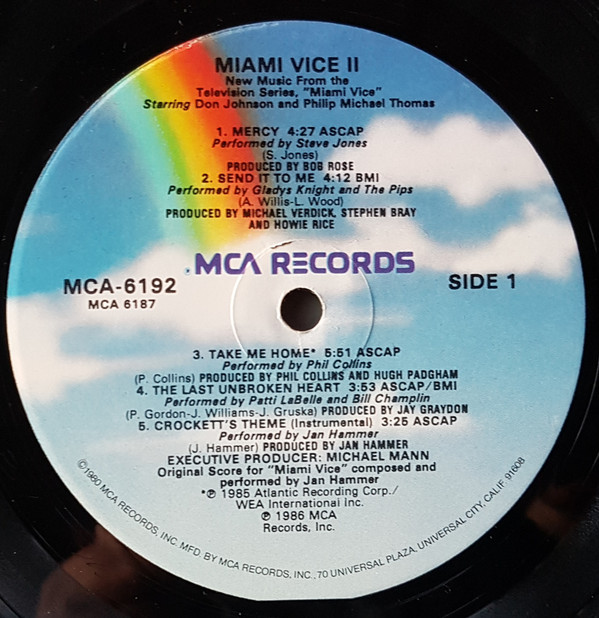 MIAMI VICE II
New Music From the
Television Series, "Miami Vice"
Starring Don Johnson and Philip Michael Thomas
1. MERCY 4:27 ASCAP
Performed by Steve Jones
(S. Jones)
PRODUCED BY BOB ROSE
2. SEND IT TO ME 4:12 BMI
Performed by Gladys Knight and The Pips
(A. Willis-L. Wood)
PRODUCED BY MICHAEL VERDICK, STEPHEN BRAY
AND HOWIE RICE
MCA RECORDS
MCA-6192
MCA 6187
SIDE 1
3. TAKE ME HOME* 5:51 ASCAP
Performed by Phil Collins
(P. Collins) PRODUCED BY PHIL COLLINS AND HUGH PADGHAM
4. THE LAST UNBROKEN HEART 3:53 ASCAP/BMI
Performed by Patti LaBelle and Bill Champlin
(P. Gordon-J. Williams-J. Gruska) PRODUCED BY JAY GRAYDON
5. CROCKETT'S THEME (Instrumental) 3:25 ASCAP
Performed by Jan Hammer
(J. Hammer) PRODUCED BY JAN HAMMER
EXECUTIVE PRODUCER: MICHAEL MANN
Original Score for "Miami Vice" composed and
performed by Jan Hammer
*℗ 1985 Atlantic Recording Corp./
WEA International Inc.
℗ 1986 MCA
Records, Inc.
©1980 MCA RECORDS, INC. MFD. BY MCA RECORDS, INC., 70 UNIVERSAL PLAZA, UNIVERSAL CITY, CALIF. 91608